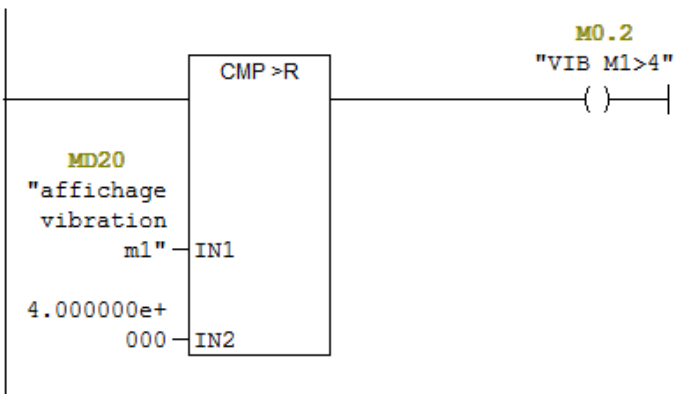 M0.2
"VIB M1>4"
CMP >R
( )
MD20
"affichage
vibration
m1"
IN1
4.000000e+
000
IN2